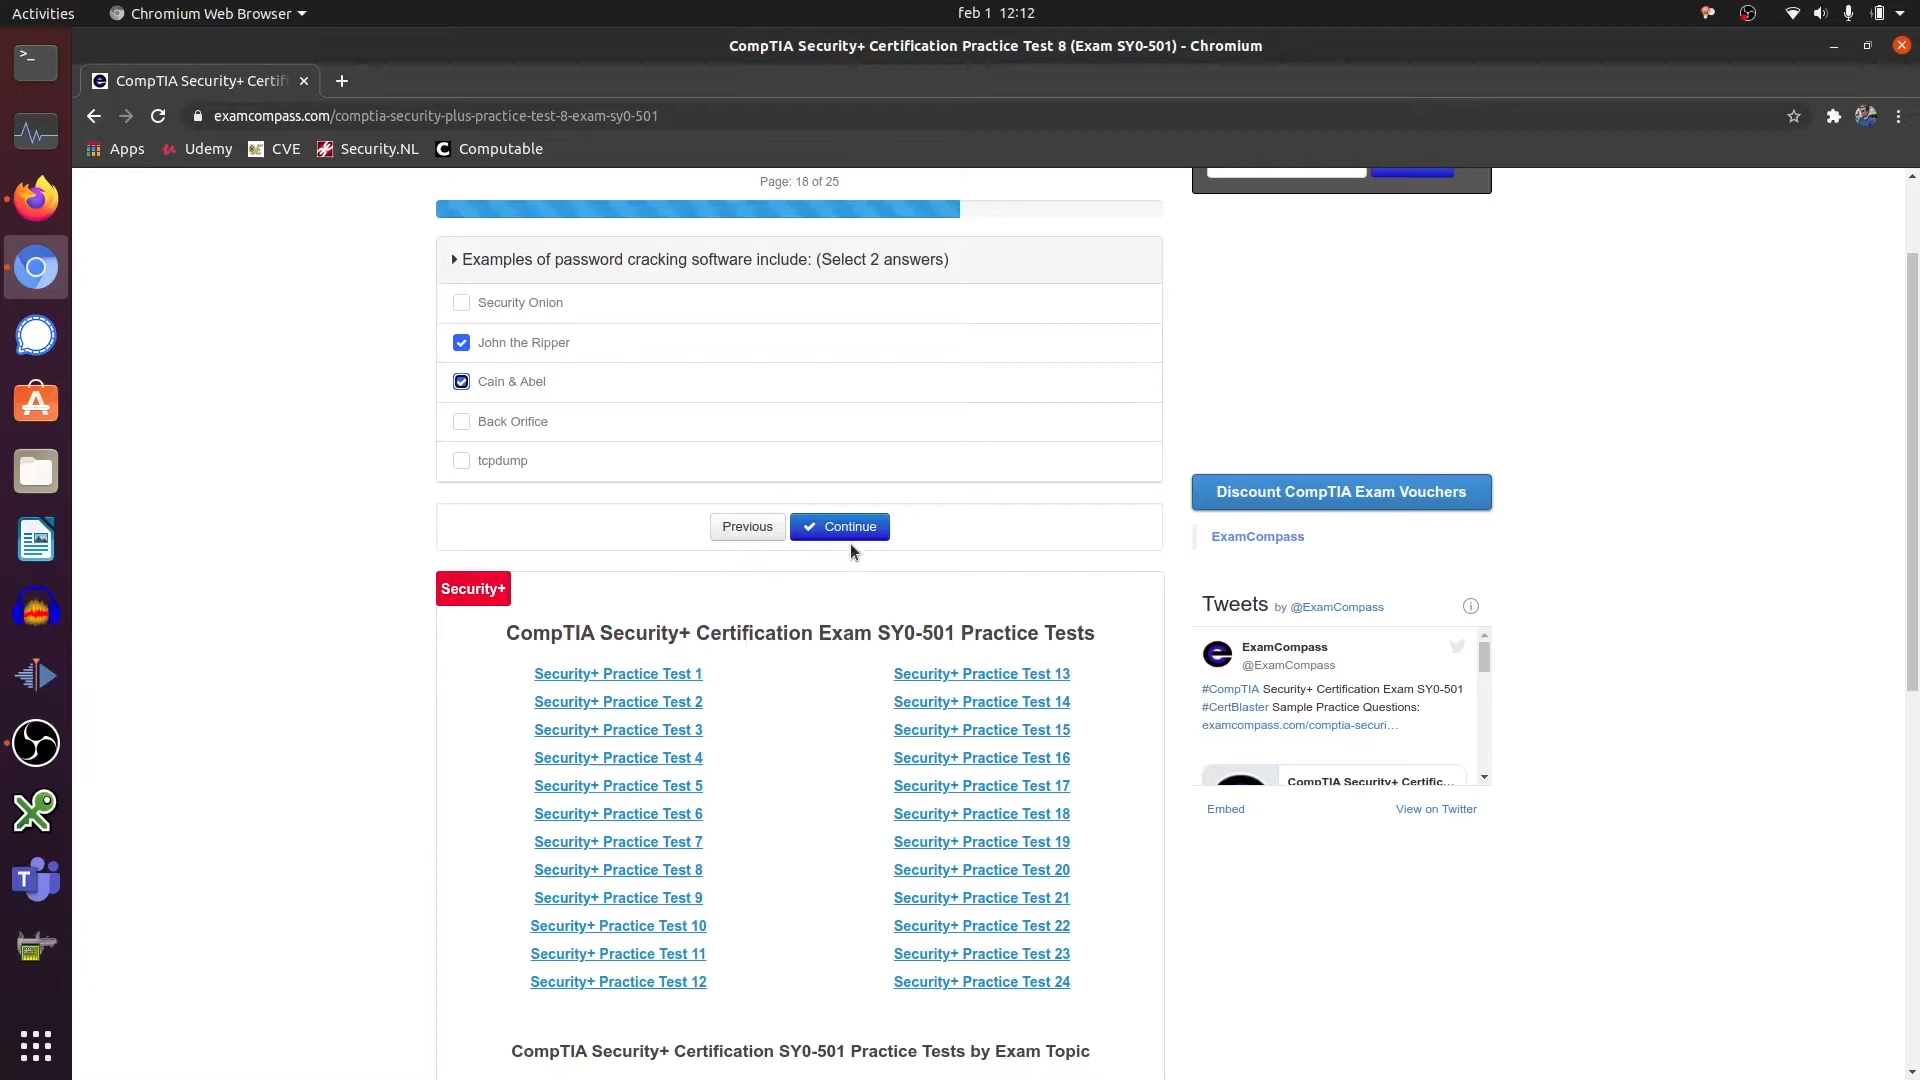 Activities
Chromium Web Browser
feb 1 12:12
CompTIA Security+ Certification Practice Test 8 (Exam SY0-501) - Chromium
CompTIA Security+ Certif
examcompass.com/comptia-security-plus-practice-test-8-exam-sy0-501
Apps
Udemy
CVE
Security.NL
Computable
Page: 18 of 25
Examples of password cracking software include: (Select 2 answers)
Security Onion
John the Ripper
Cain & Abel
Back Orifice
tcpdump
Previous
Continue
Security+
CompTIA Security+ Certification Exam SY0-501 Practice Tests
Security+ Practice Test 1
Security+ Practice Test 2
Security+ Practice Test 3
Security+ Practice Test 4
Security+ Practice Test 5
Security+ Practice Test 6
Security+ Practice Test 7
Security+ Practice Test 8
Security+ Practice Test 9
Security+ Practice Test 10
Security+ Practice Test 11
Security+ Practice Test 12
Security+ Practice Test 13
Security+ Practice Test 14
Security+ Practice Test 15
Security+ Practice Test 16
Security+ Practice Test 17
Security+ Practice Test 18
Security+ Practice Test 19
Security+ Practice Test 20
Security+ Practice Test 21
Security+ Practice Test 22
Security+ Practice Test 23
Security+ Practice Test 24
CompTIA Security+ Certification SY0-501 Practice Tests by Exam Topic
Discount CompTIA Exam Vouchers
ExamCompass
Tweets by @ExamCompass
ExamCompass
@ExamCompass
#CompTIA Security+ Certification Exam SY0-501
#CertBlaster Sample Practice Questions:
examcompass.com/comptia-securi…
CompTIA Security+ Certific...
Embed
View on Twitter